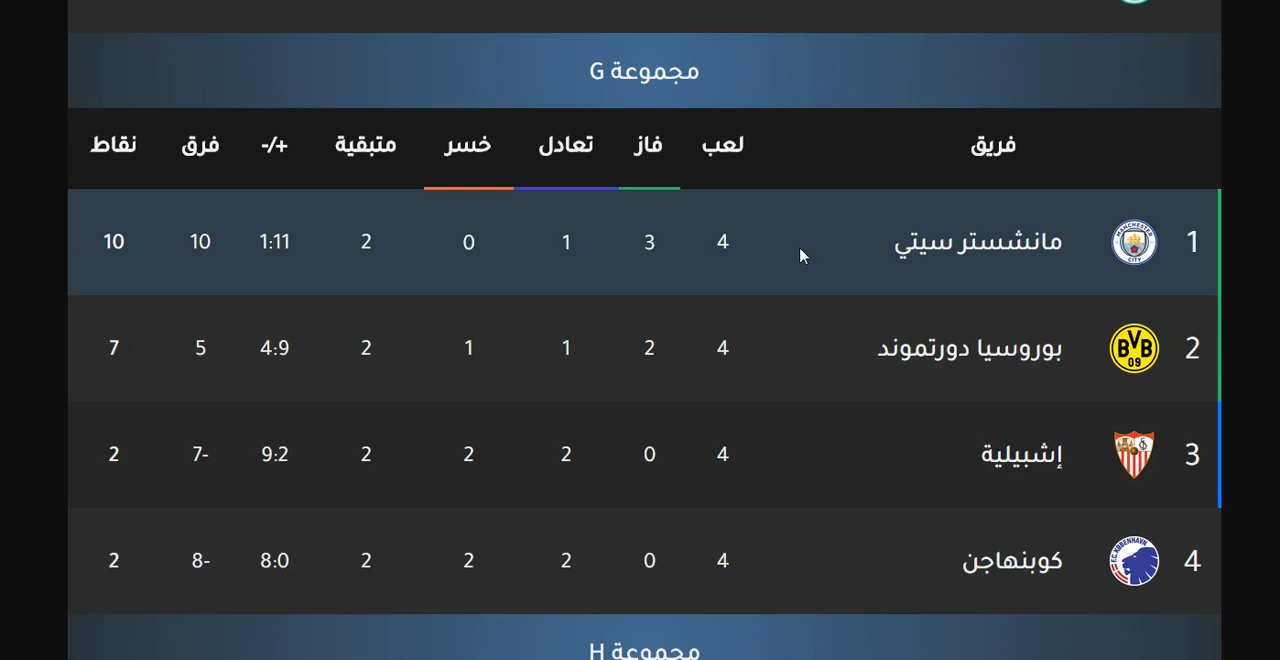 مجموعة G
فريق لعب فاز تعادل خسر متبقية +/- فرق نقاط
1 مانشستر سيتي 4 3 1 0 2 1:11 10 10
2 بوروسيا دورتموند 4 2 1 1 2 4:9 5 7
3 إشبيلية 4 0 2 2 2 9:2 7- 2
4 كوبنهاجن 4 0 2 2 2 8:0 8- 2
مجموعة H